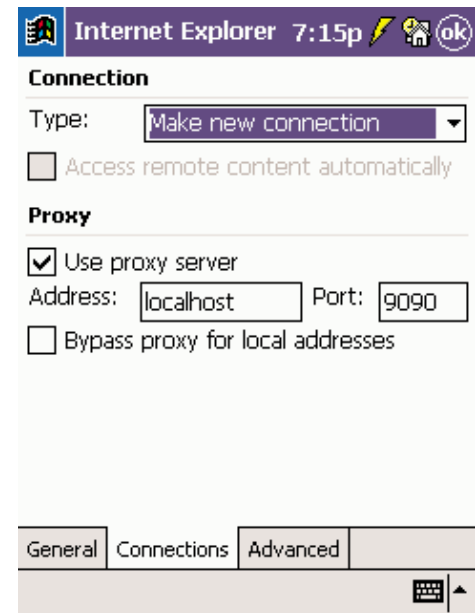 Internet Explorer 7:15p ok
Connection
Type: Make new connection
Access remote content automatically
Proxy
Use proxy server
Address: localhost Port: 9090
Bypass proxy for local addresses
General Connections Advanced